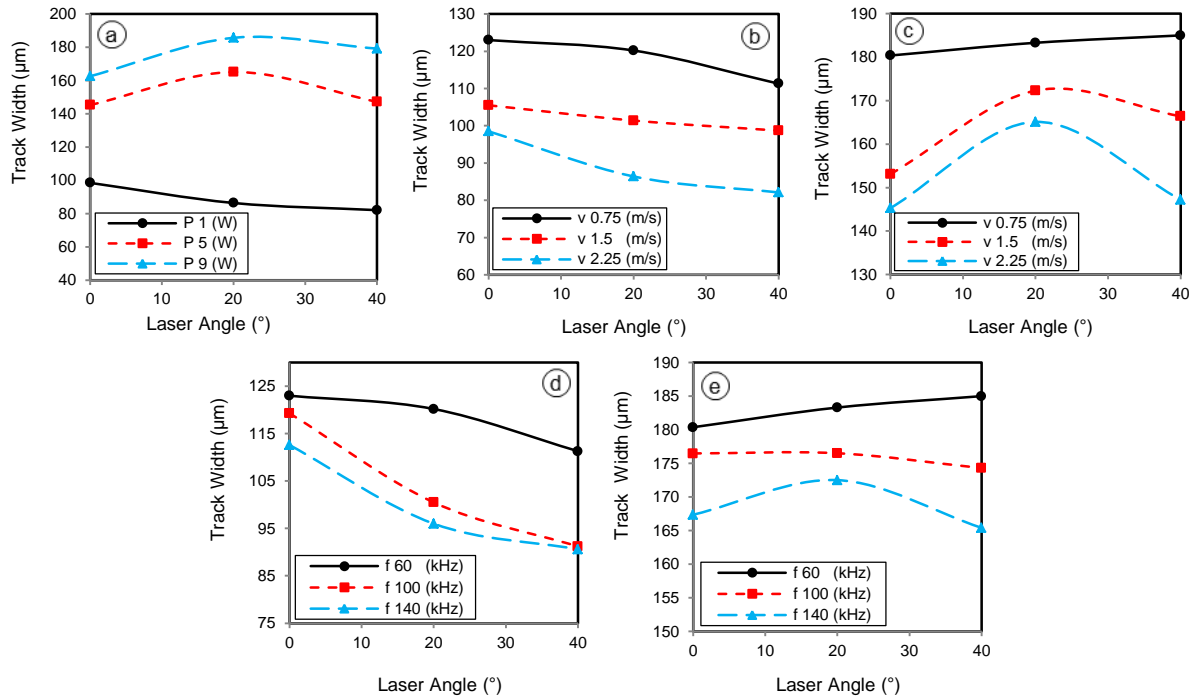 a
Track Width (μm)
200
180
160
140
120
100
80
60
40
P 1 (W)
P 5 (W)
P 9 (W)
0 10 20 30 40
Laser Angle (°)
b
Track Width (μm)
130
120
110
100
90
80
70
60
v 0.75 (m/s)
v 1.5 (m/s)
v 2.25 (m/s)
0 10 20 30 40
Laser Angle (°)
c
Track Width (μm)
190
180
170
160
150
140
130
v 0.75 (m/s)
v 1.5 (m/s)
v 2.25 (m/s)
0 10 20 30 40
Laser Angle (°)
d
Track Width (μm)
125
115
105
95
85
75
f 60 (kHz)
f 100 (kHz)
f 140 (kHz)
0 10 20 30 40
Laser Angle (°)
e
Track Width (μm)
190
185
180
175
170
165
160
155
150
f 60 (kHz)
f 100 (kHz)
f 140 (kHz)
0 10 20 30 40
Laser Angle (°)